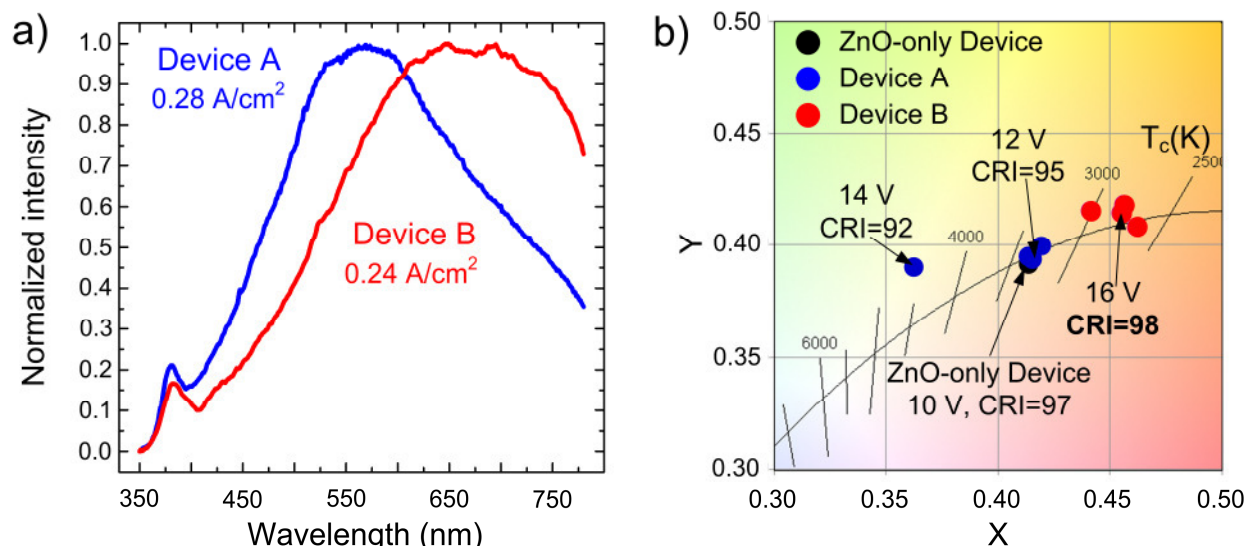 a)
Normalized intensity
1.0
0.9
0.8
0.7
0.6
0.5
0.4
0.3
0.2
0.1
0.0
Device A
0.28 A/cm²
Device B
0.24 A/cm²
350
450
550
650
750
Wavelength (nm)
b)
Y
0.50
0.45
0.40
0.35
0.30
ZnO-only Device
Device A
Device B
12 V
CRI=95
Tc(K)
2500
3000
14 V
CRI=92
4000
16 V
CRI=98
6000
ZnO-only Device
10 V, CRI=97
0.30
0.35
0.40
0.45
0.50
X